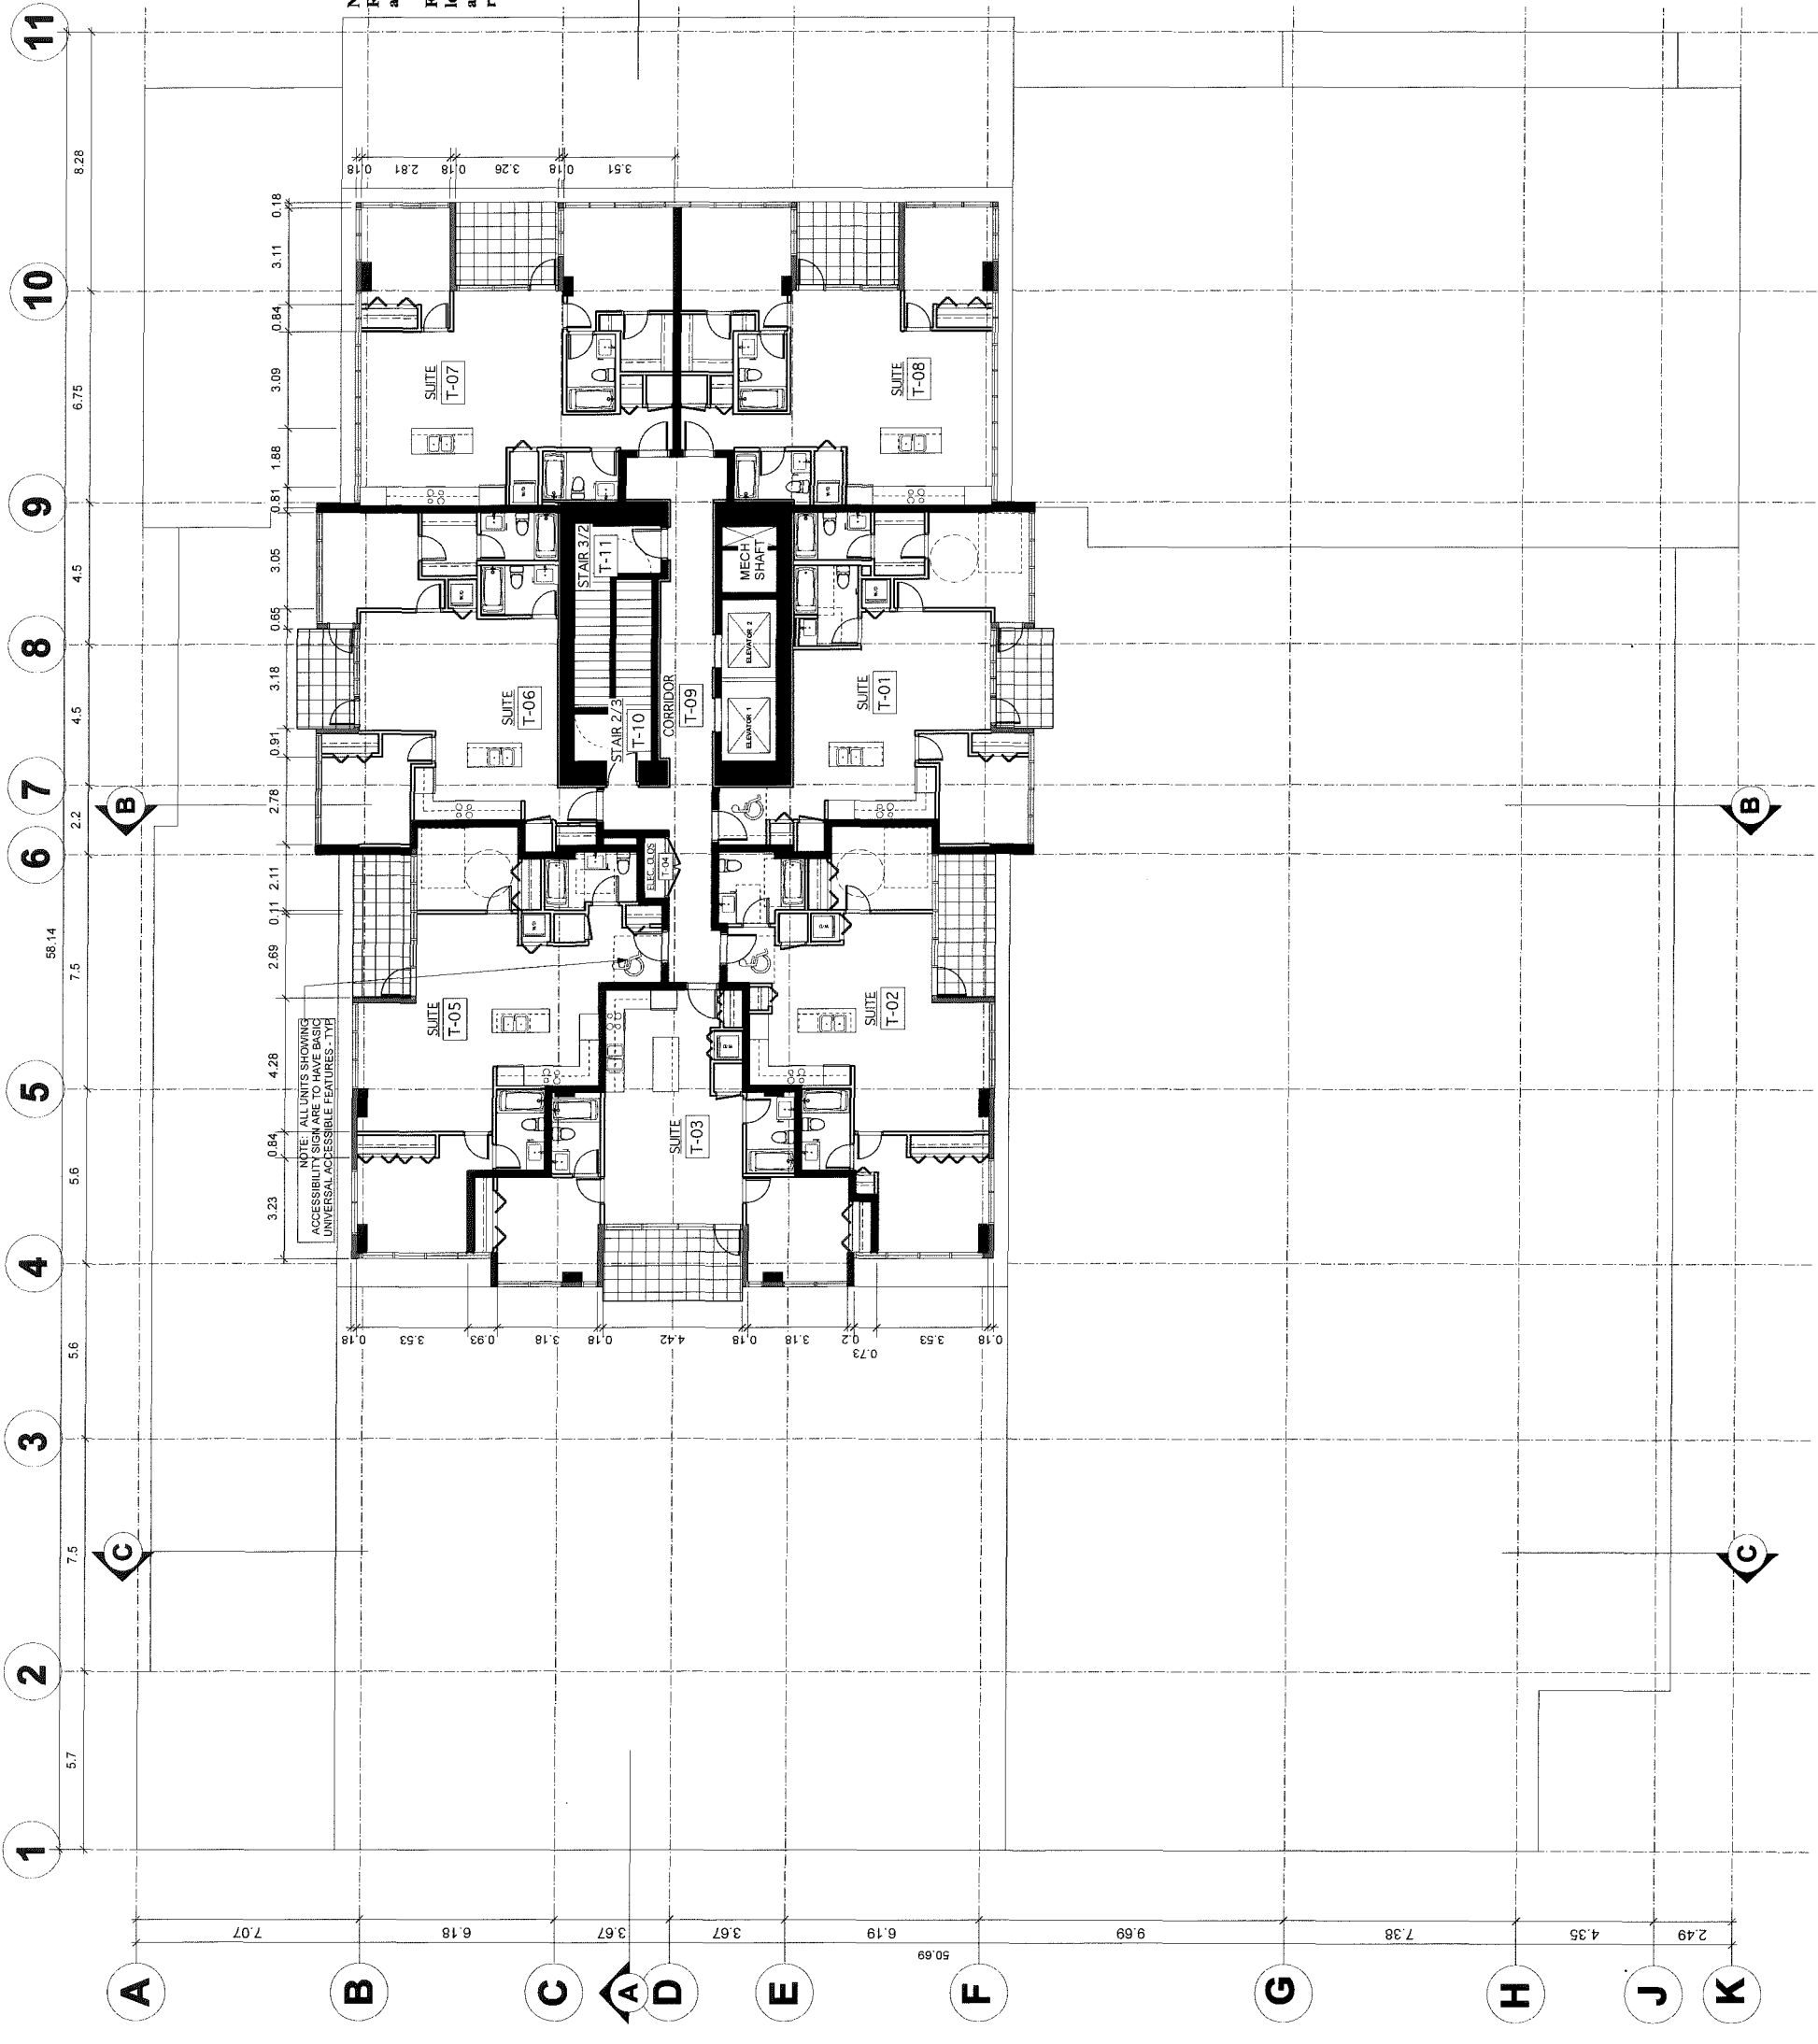 11
10
9
8
7
6
5
4
3
2
1
8.28
6.75
4.5
4.5
2.2
7.5
5.6
5.6
7.5
5.7
58.14
0.18
3.11
0.84
3.09
1.88
0.81
3.05
0.65
3.18
0.91
2.78
2.11
0.11
2.69
4.28
0.84
3.23
0.18
2.81
0.18
3.26
0.18
3.51
SUITE
T-07
SUITE
T-08
STAIR 3/2
T-11
MECH
SHAFT
SUITE
T-06
STAIR 2/3
T-10
CORRIDOR
T-09
ELEVATOR 2
ELEVATOR 1
SUITE
T-01
B
B
ELEC. CLOS
T-04
SUITE
T-05
SUITE
T-02
SUITE
T-03
NOTE: ALL UNITS SHOWING
ACCESSIBILITY SIGN ARE TO HAVE BASIC
UNIVERSAL ACCESSIBLE FEATURES - TYP
0.18
3.53
0.93
3.18
0.18
4.42
0.18
3.18
0.2
0.73
3.53
0.18
C
C
7.07
6.18
3.67
3.67
6.19
9.69
7.38
4.35
2.49
50.69
A
B
C
A
D
E
F
G
H
J
K